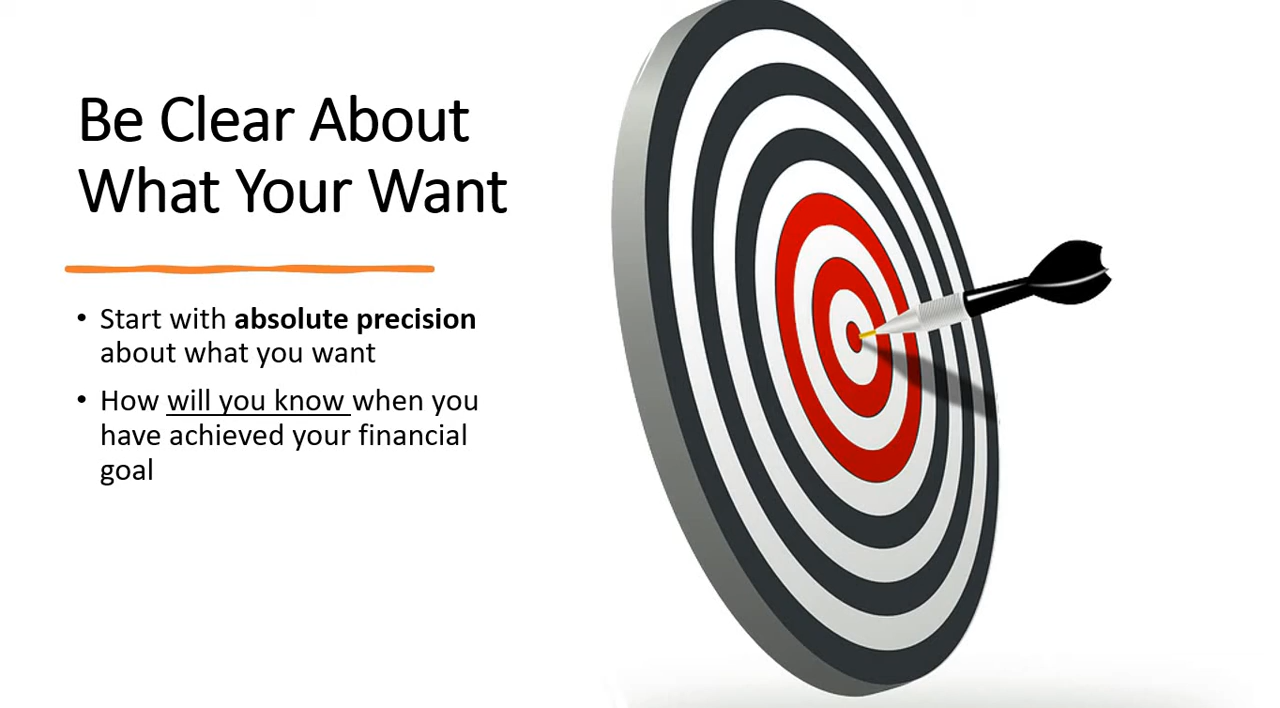 Be Clear About
What Your Want
• Start with absolute precision
about what you want
• How will you know when you
have achieved your financial
goal